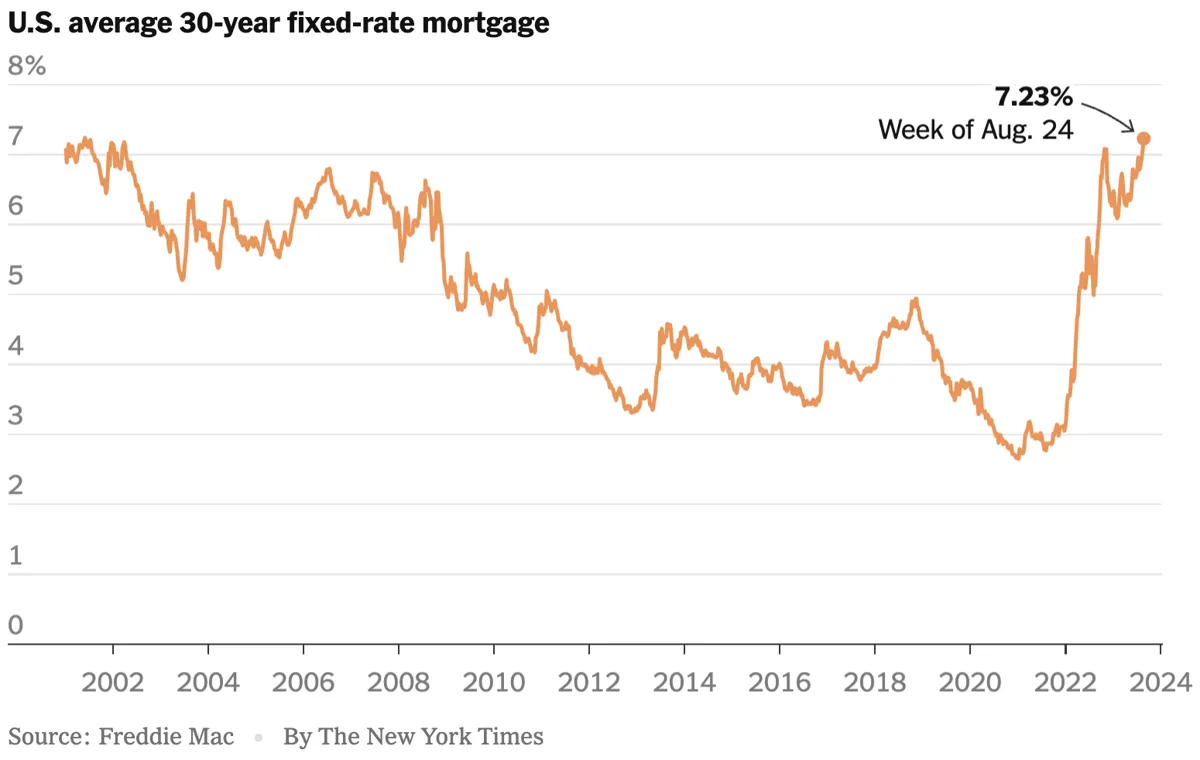 U.S. average 30-year fixed-rate mortgage
8%
7.23%
Week of Aug. 24
7
6
5
4
3
2
1
0
2002 2004 2006 2008 2010 2012 2014 2016 2018 2020 2022 2024
Source: Freddie Mac • By The New York Times